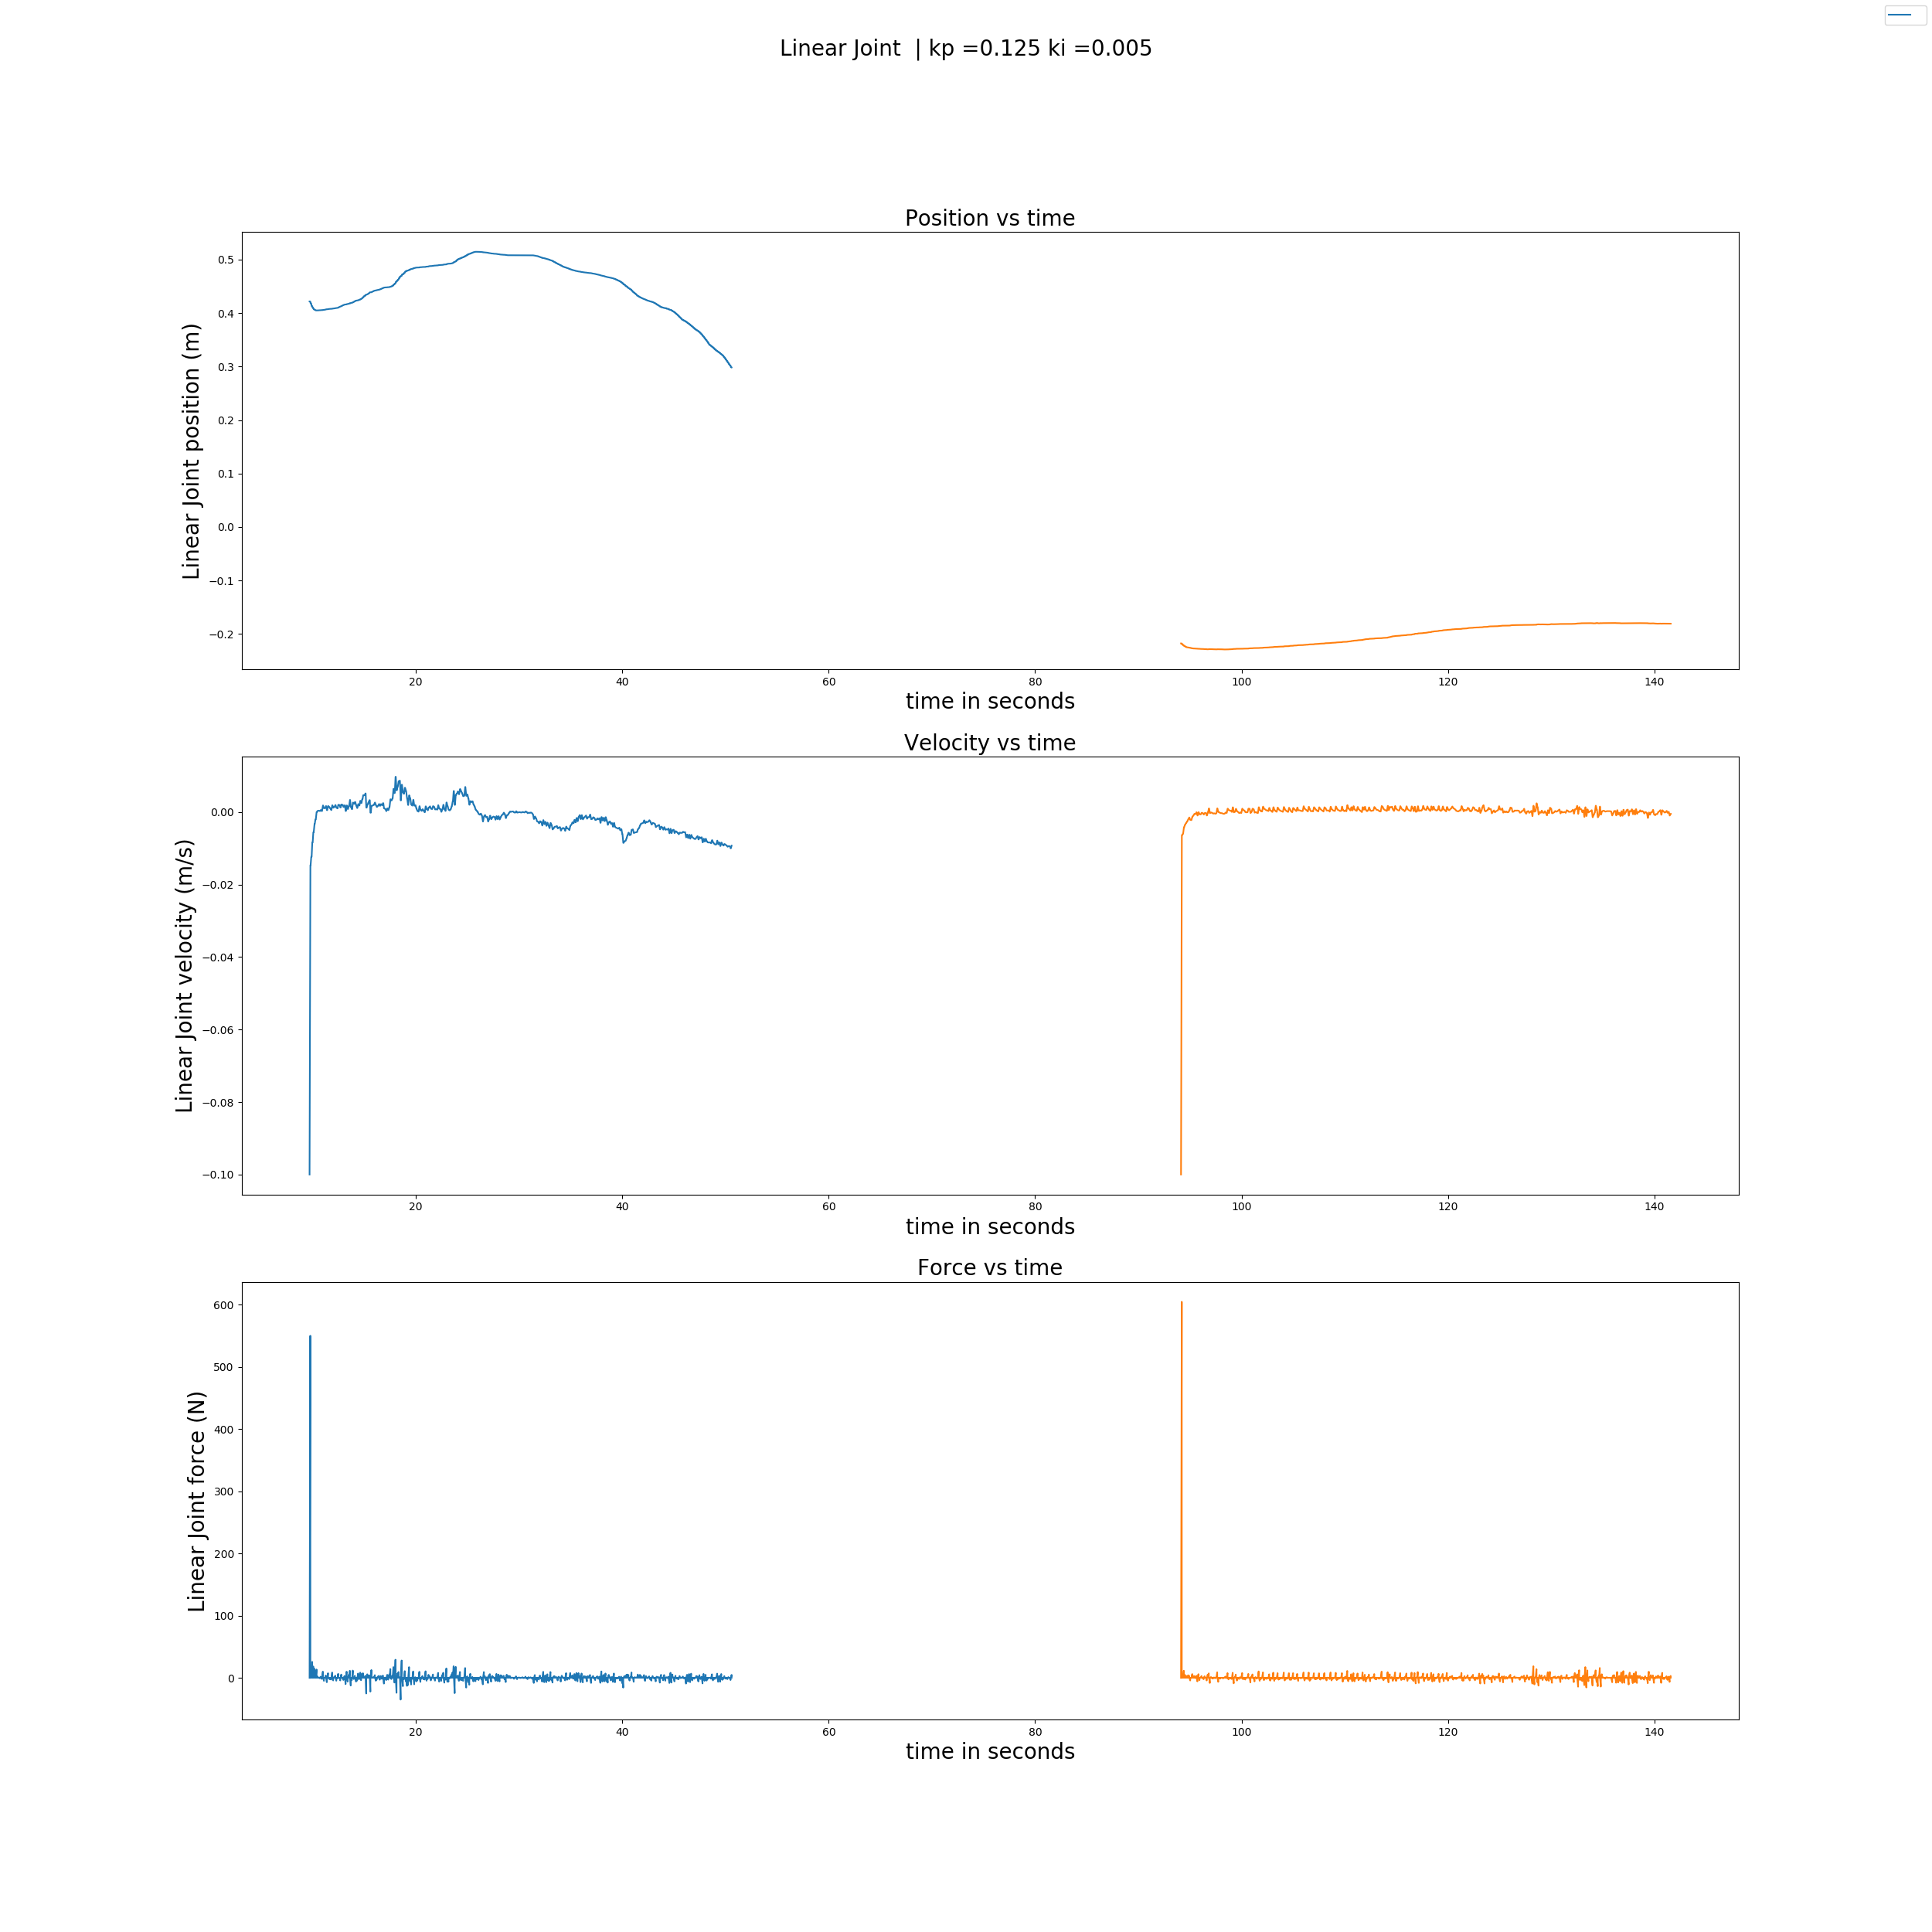 Linear Joint | kp =0.125 ki =0.005
Position vs time
Linear Joint position (m)
0.5
0.4
0.3
0.2
0.1
0.0
−0.1
−0.2
20 40 60 80 100 120 140
time in seconds
Velocity vs time
Linear Joint velocity (m/s)
0.00
−0.02
−0.04
−0.06
−0.08
−0.10
20 40 60 80 100 120 140
time in seconds
Force vs time
Linear Joint force (N)
600
500
400
300
200
100
0
20 40 60 80 100 120 140
time in seconds